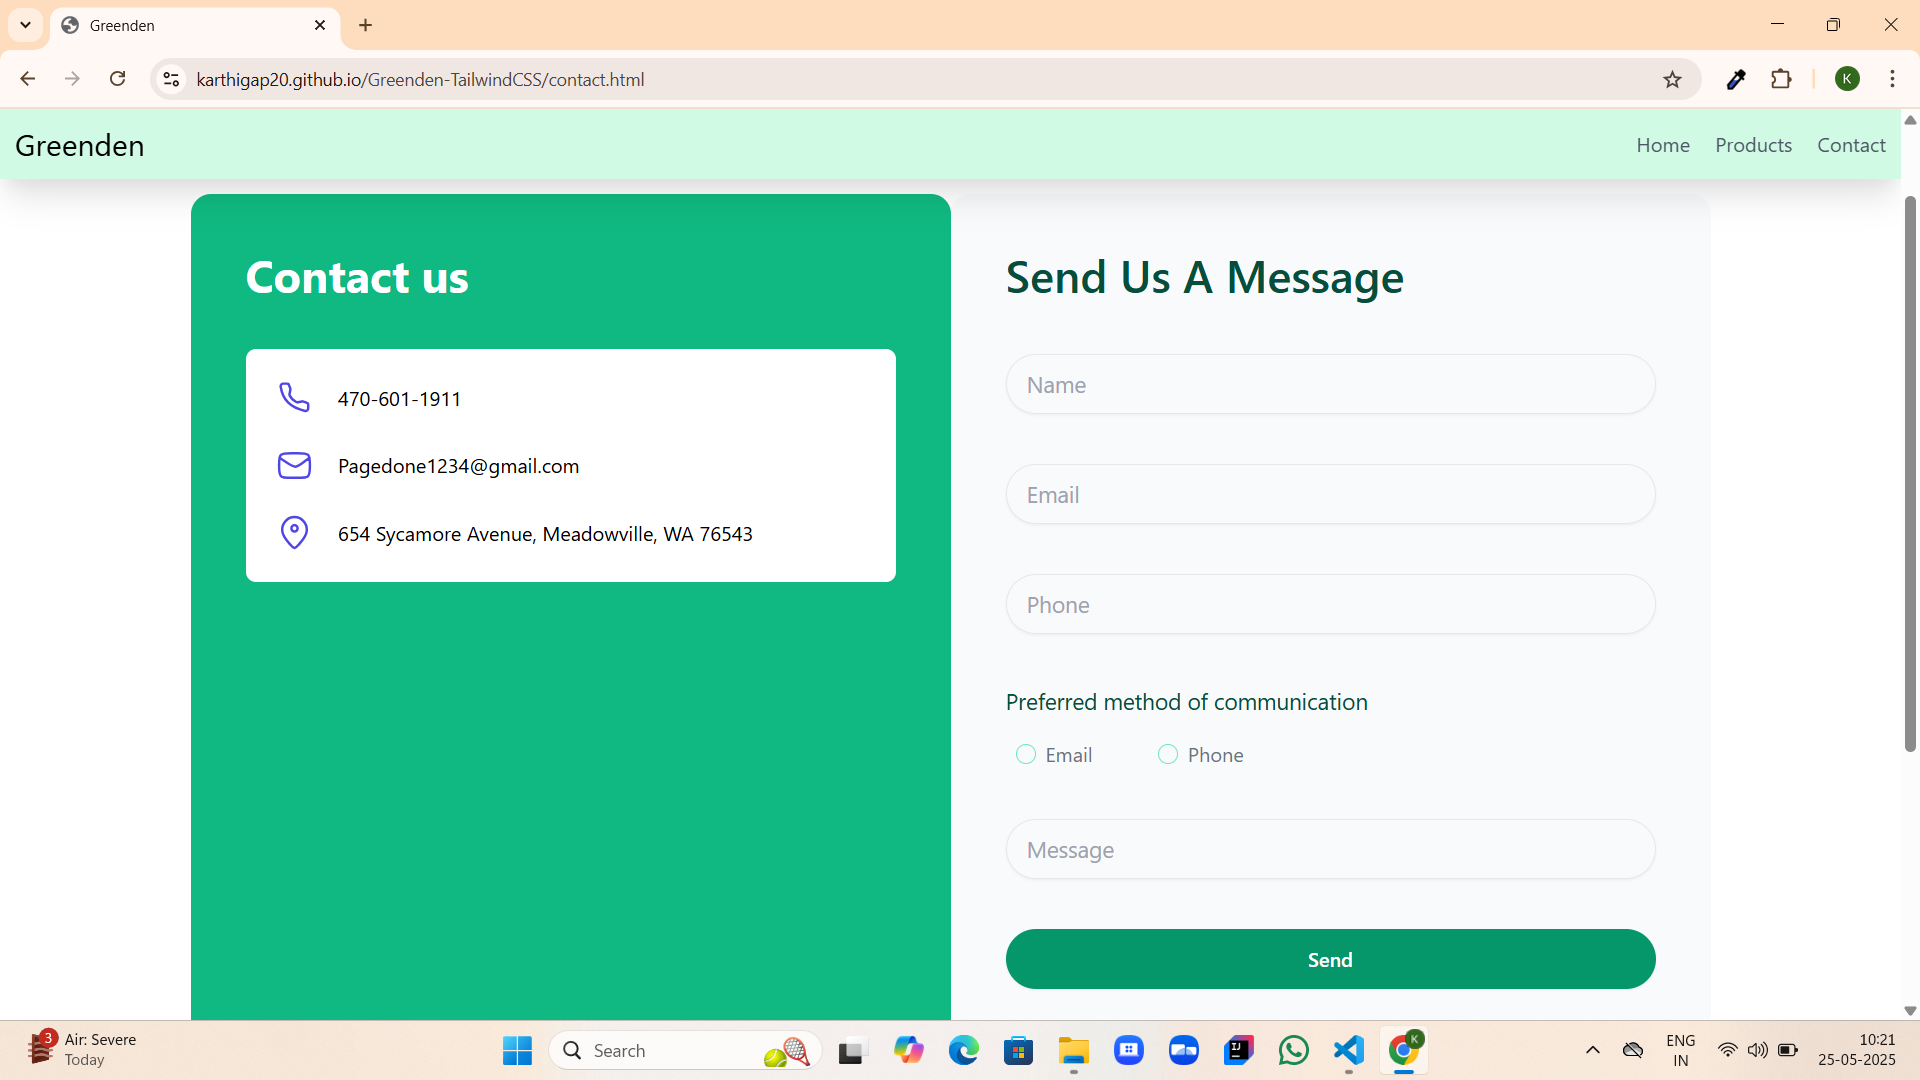 Greenden
karthigap20.github.io/Greenden-TailwindCSS/contact.html
K
Greenden
Home Products Contact
Contact us
470-601-1911
Pagedone1234@gmail.com
654 Sycamore Avenue, Meadowville, WA 76543
Send Us A Message
Name
Email
Phone
Preferred method of communication
Email Phone
Message
Send
3
Air: Severe
Today
Search
IJ
K
ENG
IN
10:21
25-05-2025